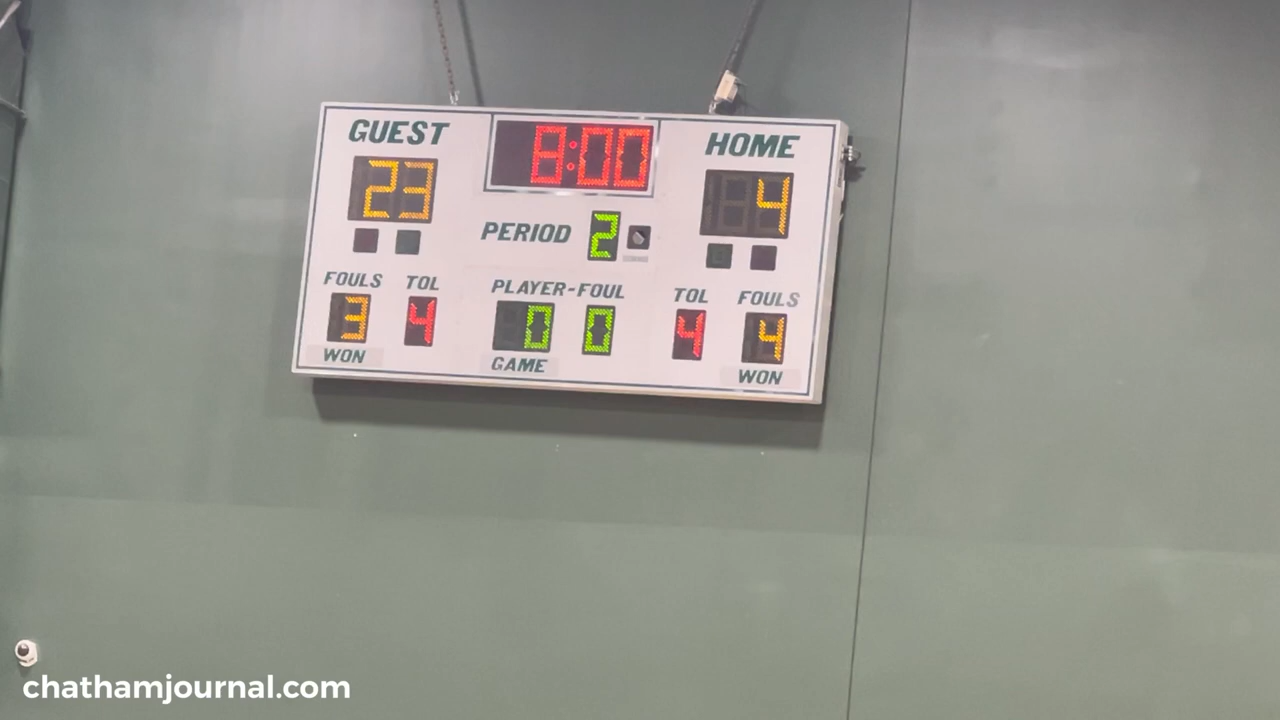 GUEST
8:00
HOME
23
4
PERIOD 2
FOULS TOL
PLAYER-FOUL
TOL FOULS
3 4
0 0
4 4
WON
GAME
WON
chathamjournal.com